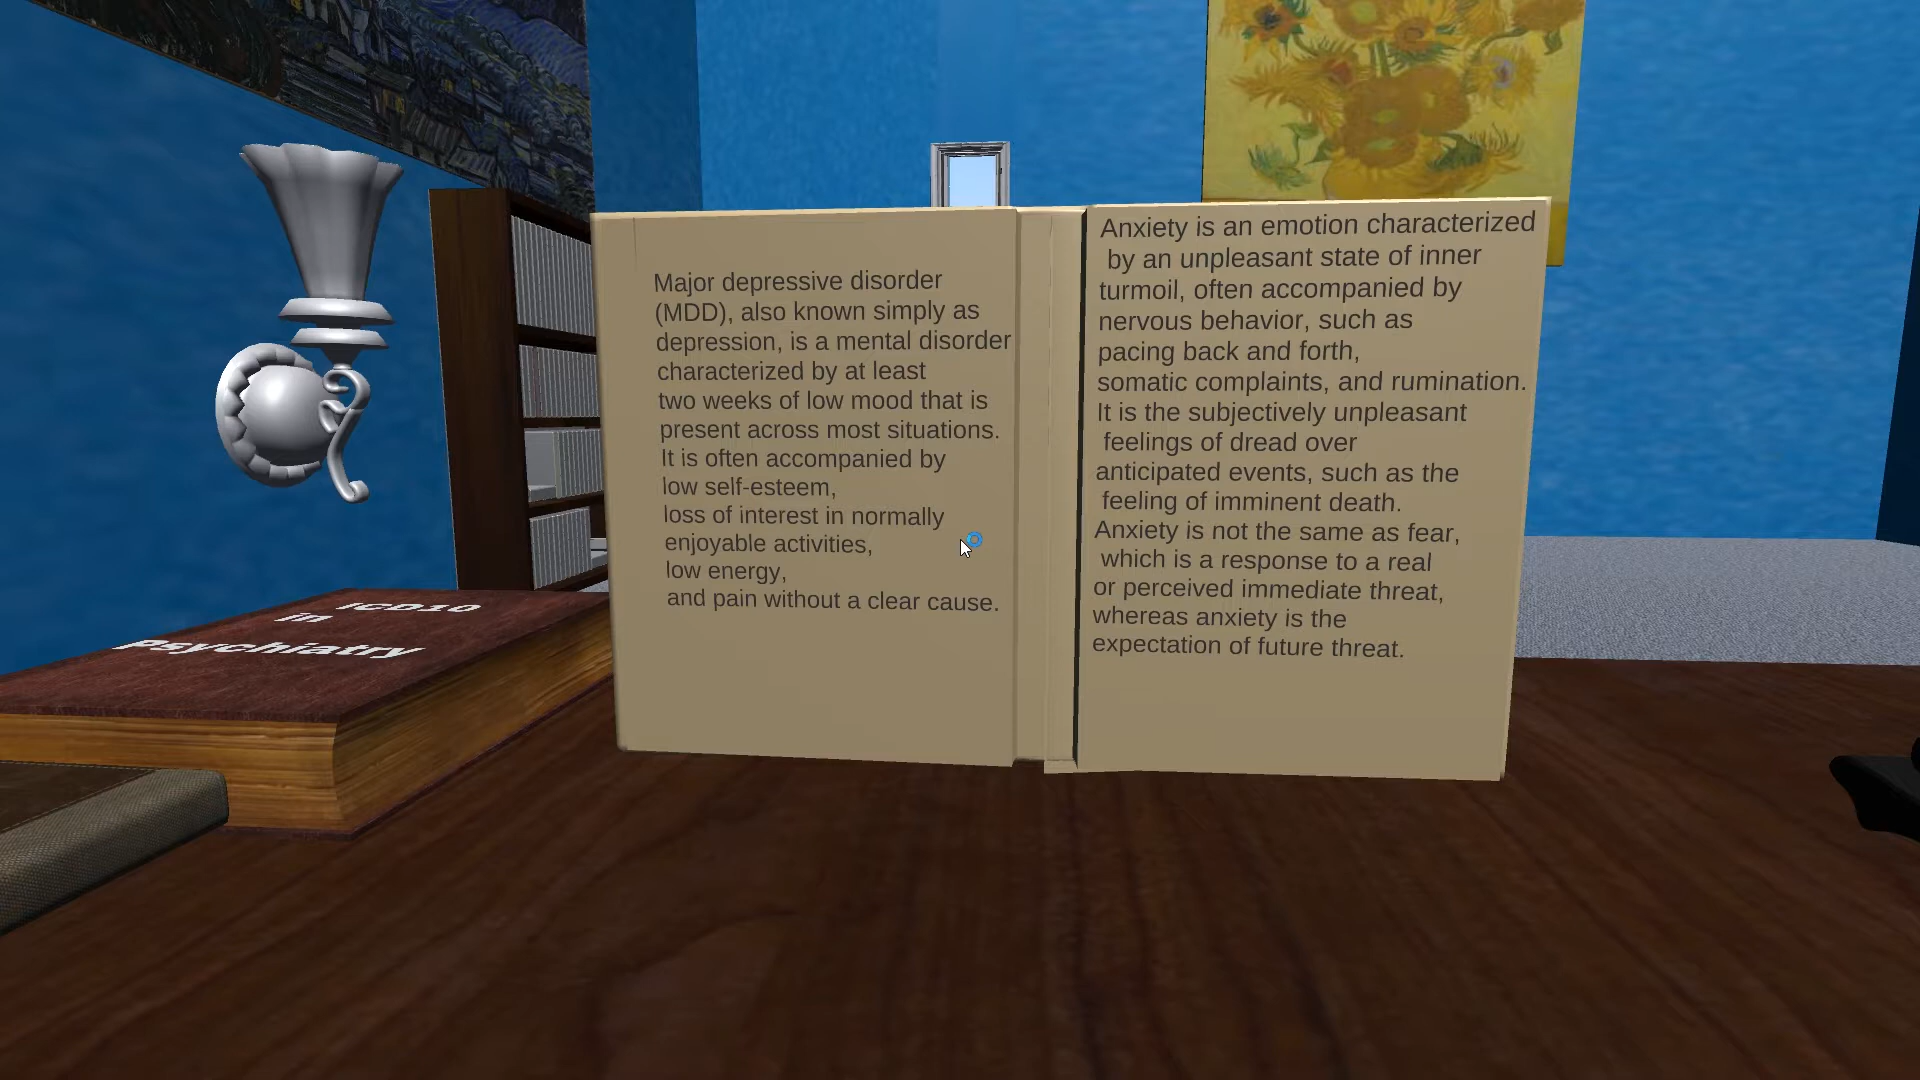 Major depressive disorder
(MDD), also known simply as
depression, is a mental disorder
characterized by at least
two weeks of low mood that is
present across most situations.
It is often accompanied by
low self-esteem,
loss of interest in normally
enjoyable activities,
low energy,
and pain without a clear cause.
Anxiety is an emotion characterized
by an unpleasant state of inner
turmoil, often accompanied by
nervous behavior, such as
pacing back and forth,
somatic complaints, and rumination.
It is the subjectively unpleasant
feelings of dread over
anticipated events, such as the
feeling of imminent death.
Anxiety is not the same as fear,
which is a response to a real
or perceived immediate threat,
whereas anxiety is the
expectation of future threat.
ICD10
in
Psychiatry